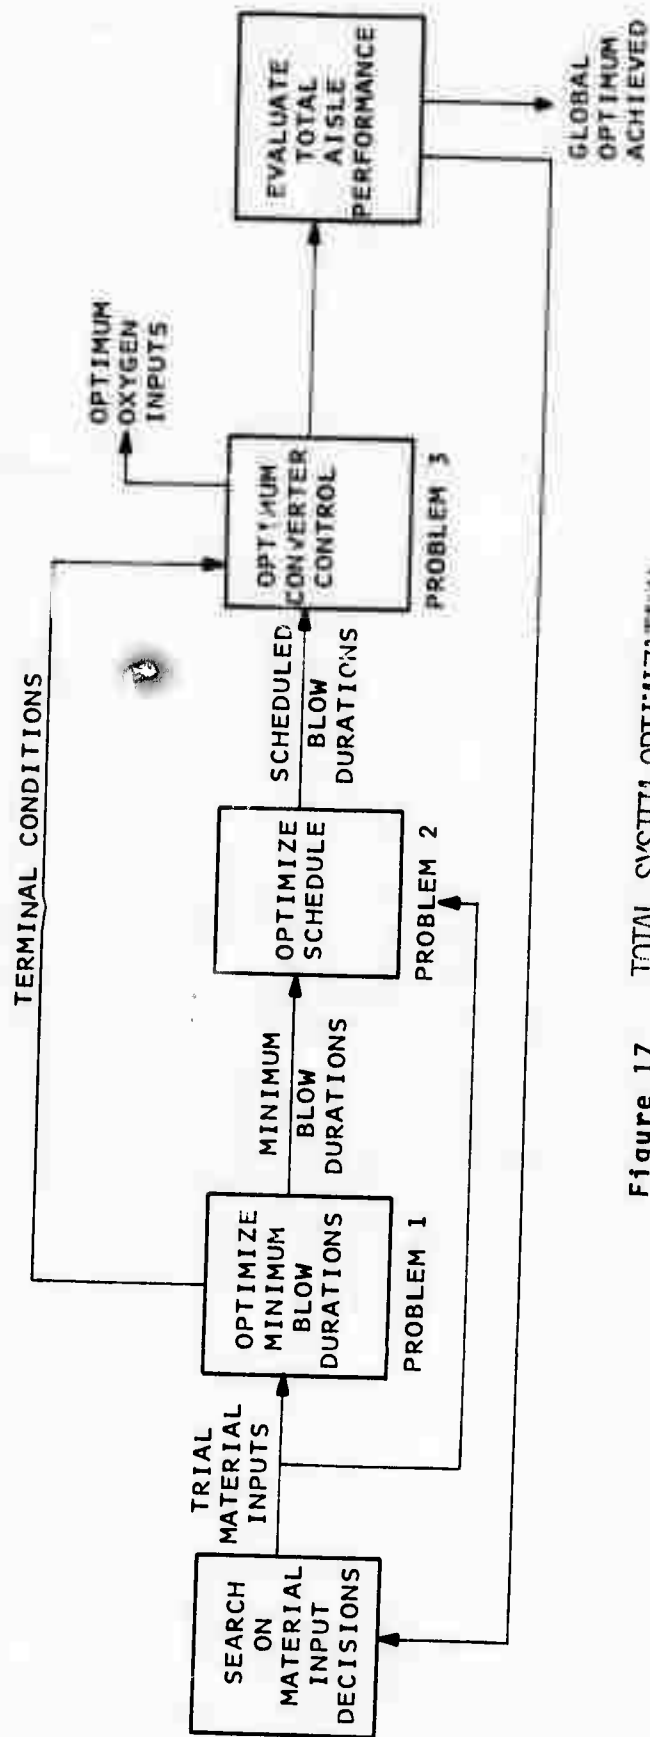 TERMINAL CONDITIONS
SEARCH
ON
MATERIAL
INPUT
DECISIONS
TRIAL
MATERIAL
INPUTS
OPTIMIZE
MINIMUM
BLOW
DURATIONS
PROBLEM 1
MINIMUM
BLOW
DURATIONS
OPTIMIZE
SCHEDULE
PROBLEM 2
SCHEDULED
BLOW
DURATIONS
OPTIMUM
CONVERTER
CONTROL
PROBLEM 3
OPTIMUM
OXYGEN
INPUTS
EVALUATE
TOTAL
AISLE
PERFORMANCE
GLOBAL
OPTIMUM
ACHIEVED
Figure 17 TOTAL SYSTEM